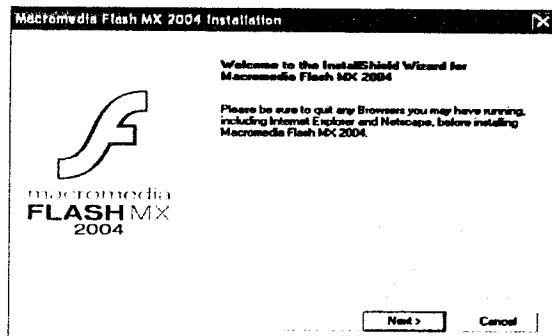 Macromedia Flash MX 2004 Installation
Welcome to the InstallShield Wizard for
Macromedia Flash MX 2004
Please be sure to quit any Browsers you may have running,
including Internet Explorer and Netscape, before installing
Macromedia Flash MX 2004.
macromedia
FLASH MX
2004
Next >
Cancel